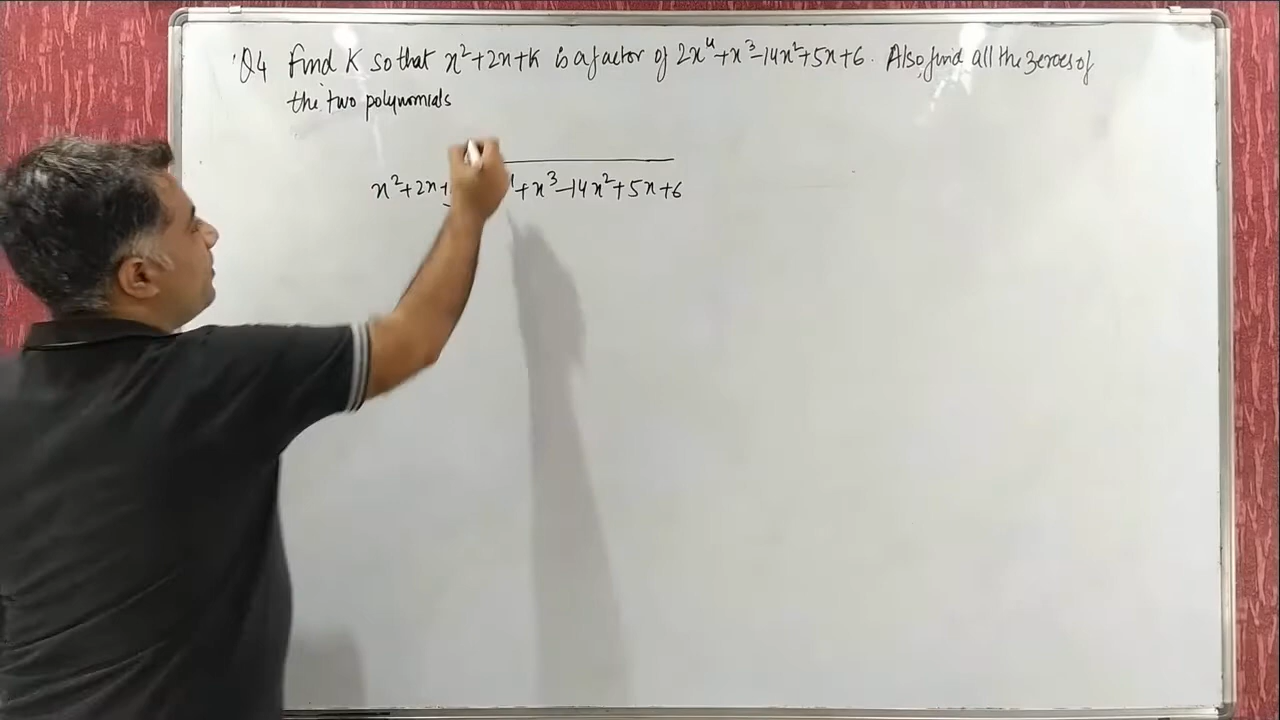 Q4 Find K so that x²+2x+K is a factor of 2x⁴+x³-14x²+5x+6. Also, find all the zeroes of
the two polynomials
x²+2x+ +x³-14x²+5x+6